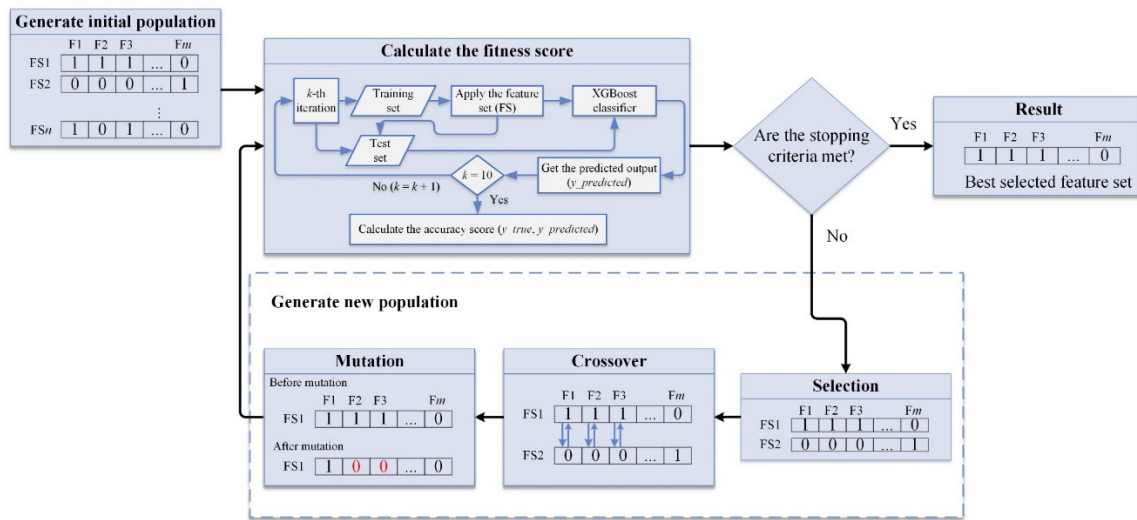 Generate initial population
F1 F2 F3 Fm
FS1 1 1 1 ... 0
FS2 0 0 0 ... 1
⋮
FSn 1 0 1 ... 0
Calculate the fitness score
k-th
iteration
Training
set
Apply the feature
set (FS)
XGBoost
classifier
Test
set
Get the predicted output
(y_predicted)
k = 10
No (k = k + 1)
Yes
Calculate the accuracy score (y_true, y_predicted)
Are the stopping
criteria met?
Yes
No
Result
F1 F2 F3 Fm
1 1 1 ... 0
Best selected feature set
Generate new population
Mutation
Before mutation
F1 F2 F3 Fm
FS1 1 1 1 ... 0
After mutation
FS1 1 0 0 ... 0
Crossover
F1 F2 F3 Fm
FS1 1 1 1 ... 0
FS2 0 0 0 ... 1
Selection
F1 F2 F3 Fm
FS1 1 1 1 ... 0
FS2 0 0 0 ... 1